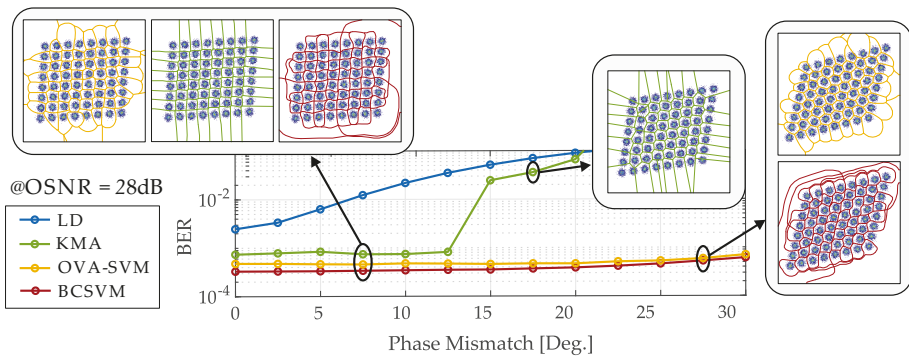 @OSNR = 28dB
LD
KMA
OVA-SVM
BCSVM
BER
10-2
10-4
0 5 10 15 20 25 30
Phase Mismatch [Deg.]